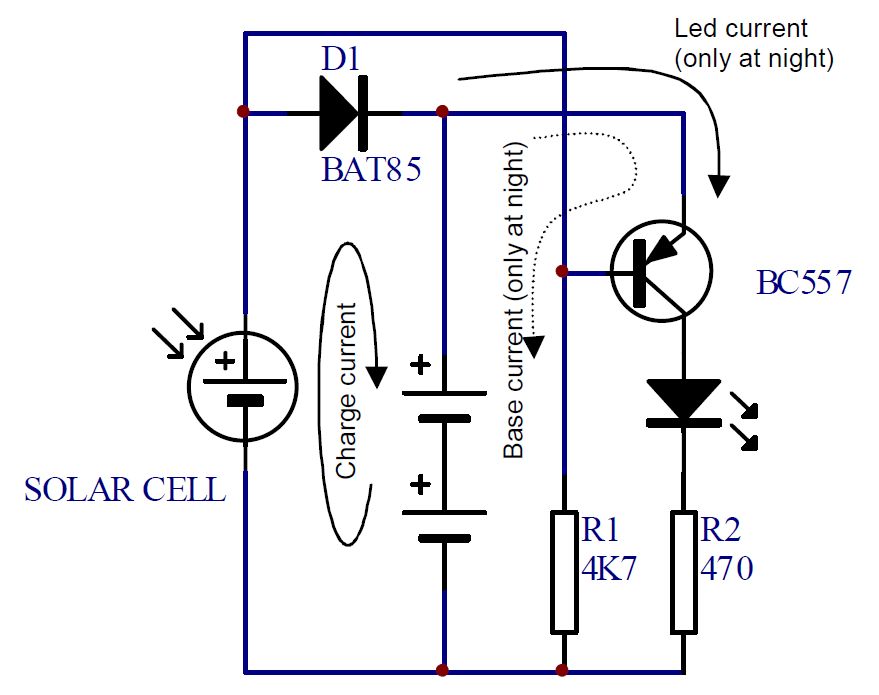 Led current
(only at night)
D1
BAT85
Base current (only at night)
BC557
Charge current
+
+
+
SOLAR CELL
R1
4K7
R2
470